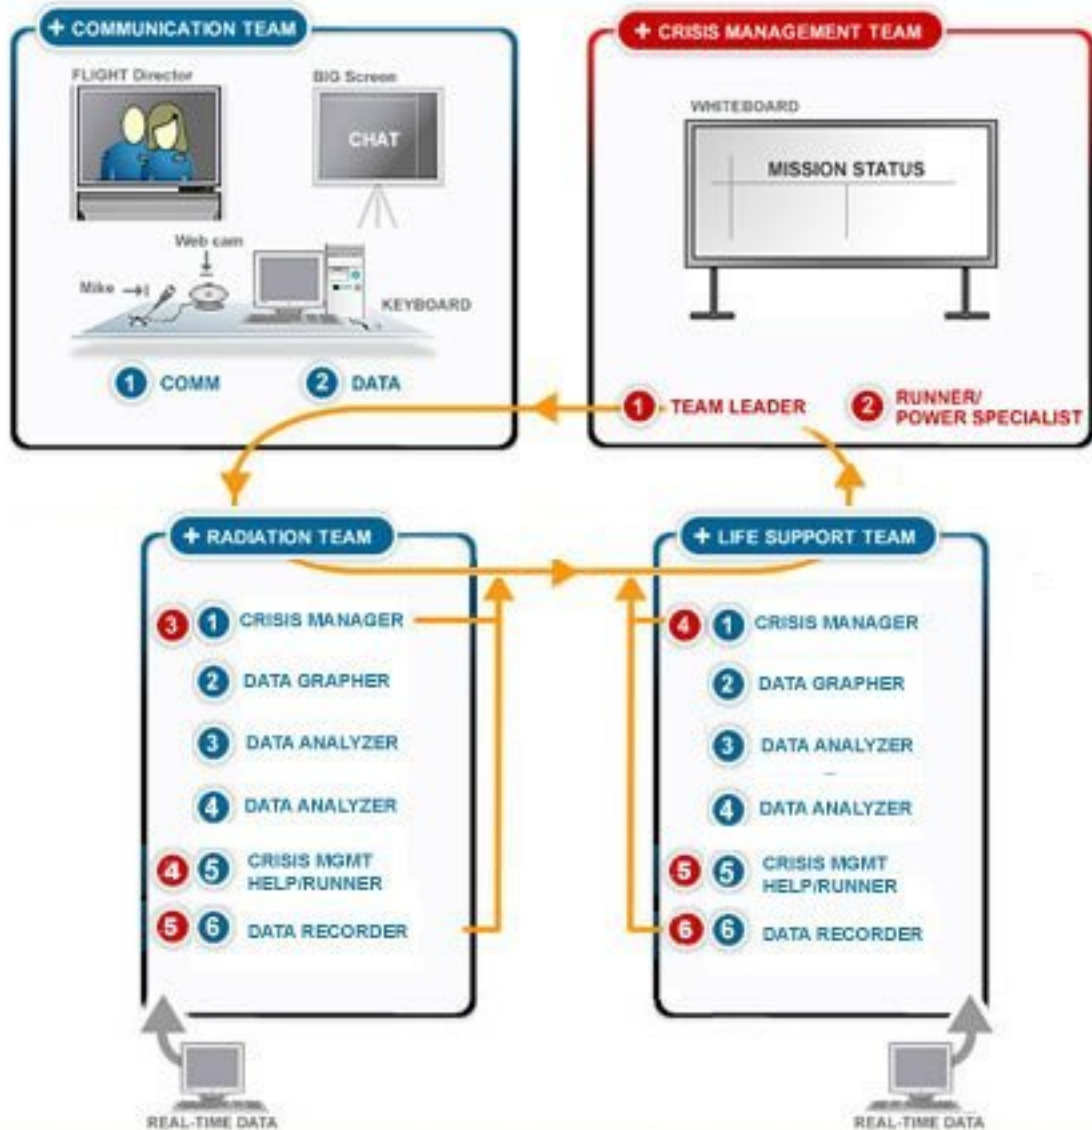 + COMMUNICATION TEAM
FLIGHT Director
BIG Screen
CHAT
Web cam
Mike
KEYBOARD
1 COMM
2 DATA
+ CRISIS MANAGEMENT TEAM
WHITEBOARD
MISSION STATUS
1 TEAM LEADER
2 RUNNER/
POWER SPECIALIST
+ RADIATION TEAM
3 1 CRISIS MANAGER
2 DATA GRAPHER
3 DATA ANALYZER
4 DATA ANALYZER
4 5 CRISIS MGMT
HELP/RUNNER
5 6 DATA RECORDER
REAL-TIME DATA
+ LIFE SUPPORT TEAM
4 1 CRISIS MANAGER
2 DATA GRAPHER
3 DATA ANALYZER
4 DATA ANALYZER
5 5 CRISIS MGMT
HELP/RUNNER
6 6 DATA RECORDER
REAL-TIME DATA